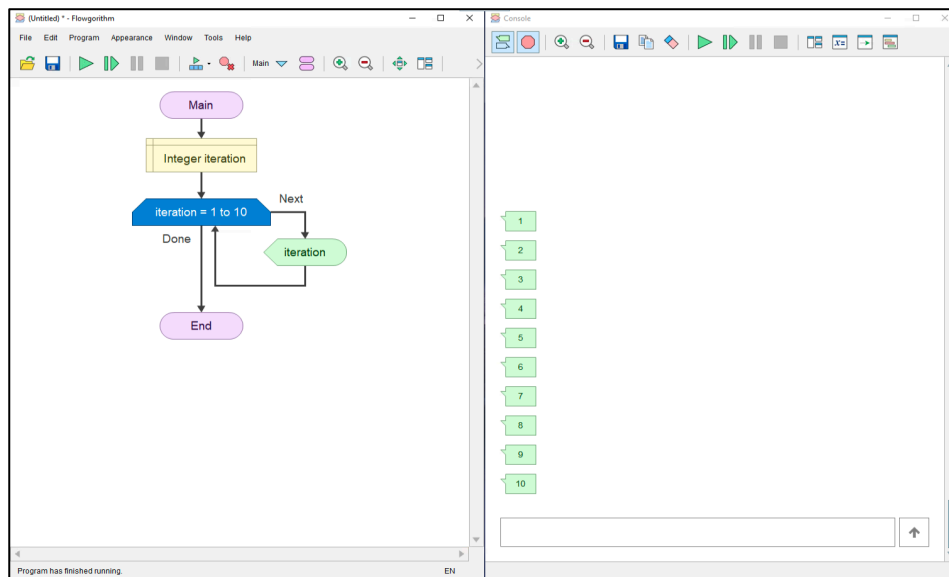 (Untitled) * - Flowgorithm
File Edit Program Appearance Window Tools Help
Main
Main
Integer iteration
iteration = 1 to 10
Next
Done
iteration
End
Program has finished running.
EN
Console
x=
1
2
3
4
5
6
7
8
9
10